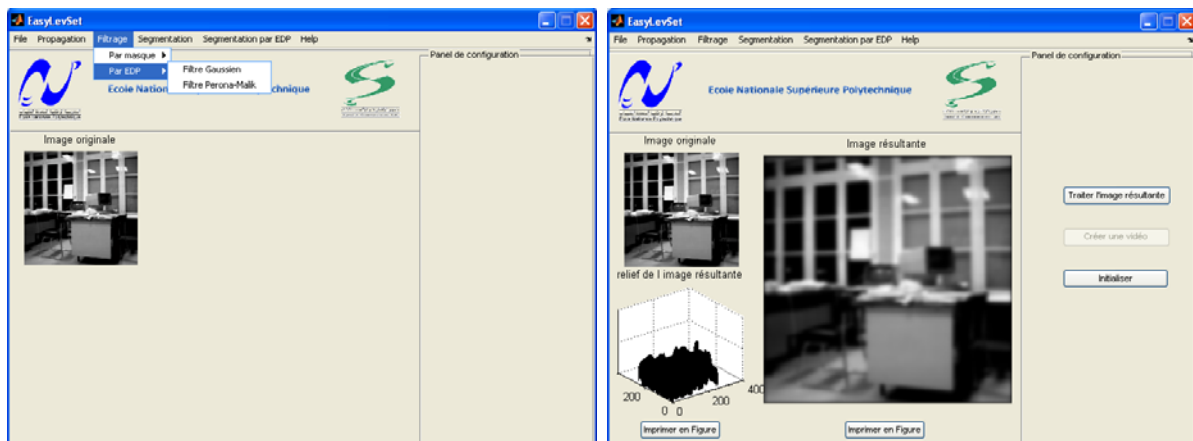 EasyLevSet
File Propagation Filtrage Segmentation Segmentation par EDP Help
Par masque
Par EDP
Filtre Gaussien
Filtre Perona-Malik
Panel de configuration
Ecole Nation
technique
Image originale
EasyLevSet
File Propagation Filtrage Segmentation Segmentation par EDP Help
Panel de configuration
Ecole Nationale Supérieure Polytechnique
Image originale
Image résultante
relief de l image résultante
200
0 0
200
400
Traiter l'image résultante
Créer une vidéo
Initialiser
Imprimer en Figure
Imprimer en Figure